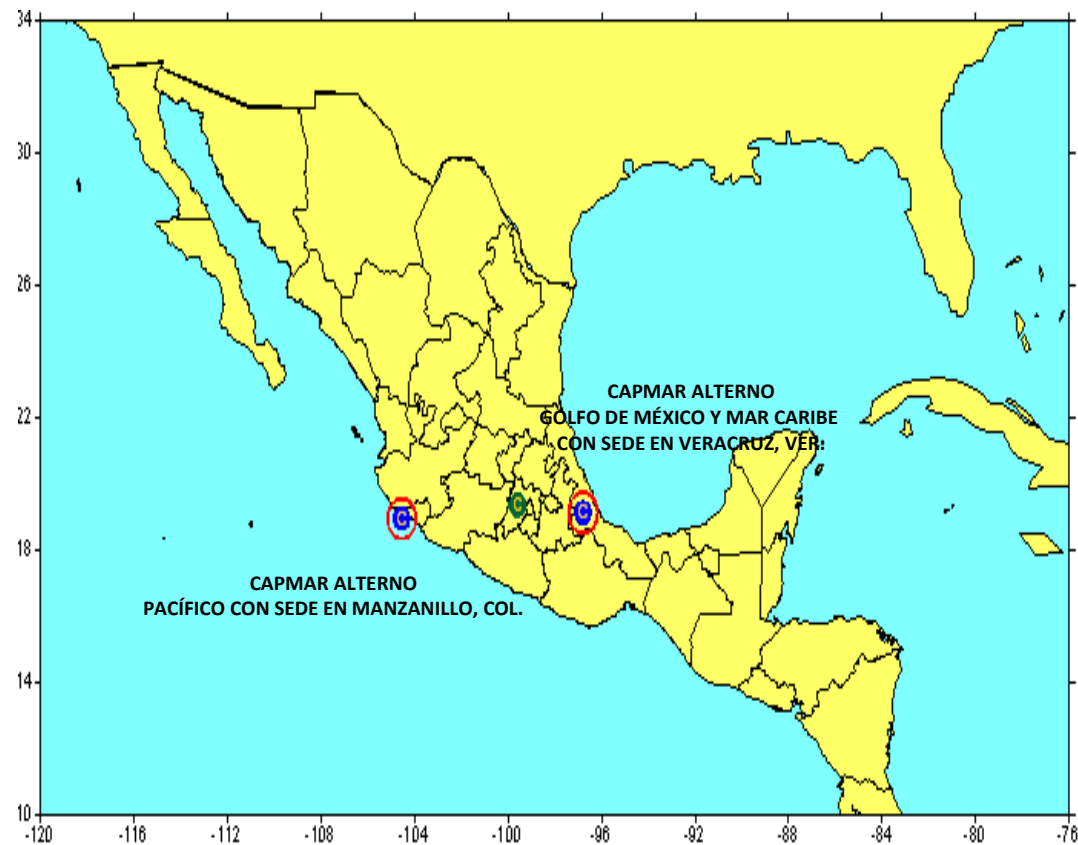 34
30
26
22
18
14
10
CAPMAR ALTERNO
GOLFO DE MÉXICO Y MAR CARIBE
CON SEDE EN VERACRUZ, VER.
C
C
C
CAPMAR ALTERNO
PACÍFICO CON SEDE EN MANZANILLO, COL.
-120 -116 -112 -108 -104 -100 -96 -92 -88 -84 -80 -76